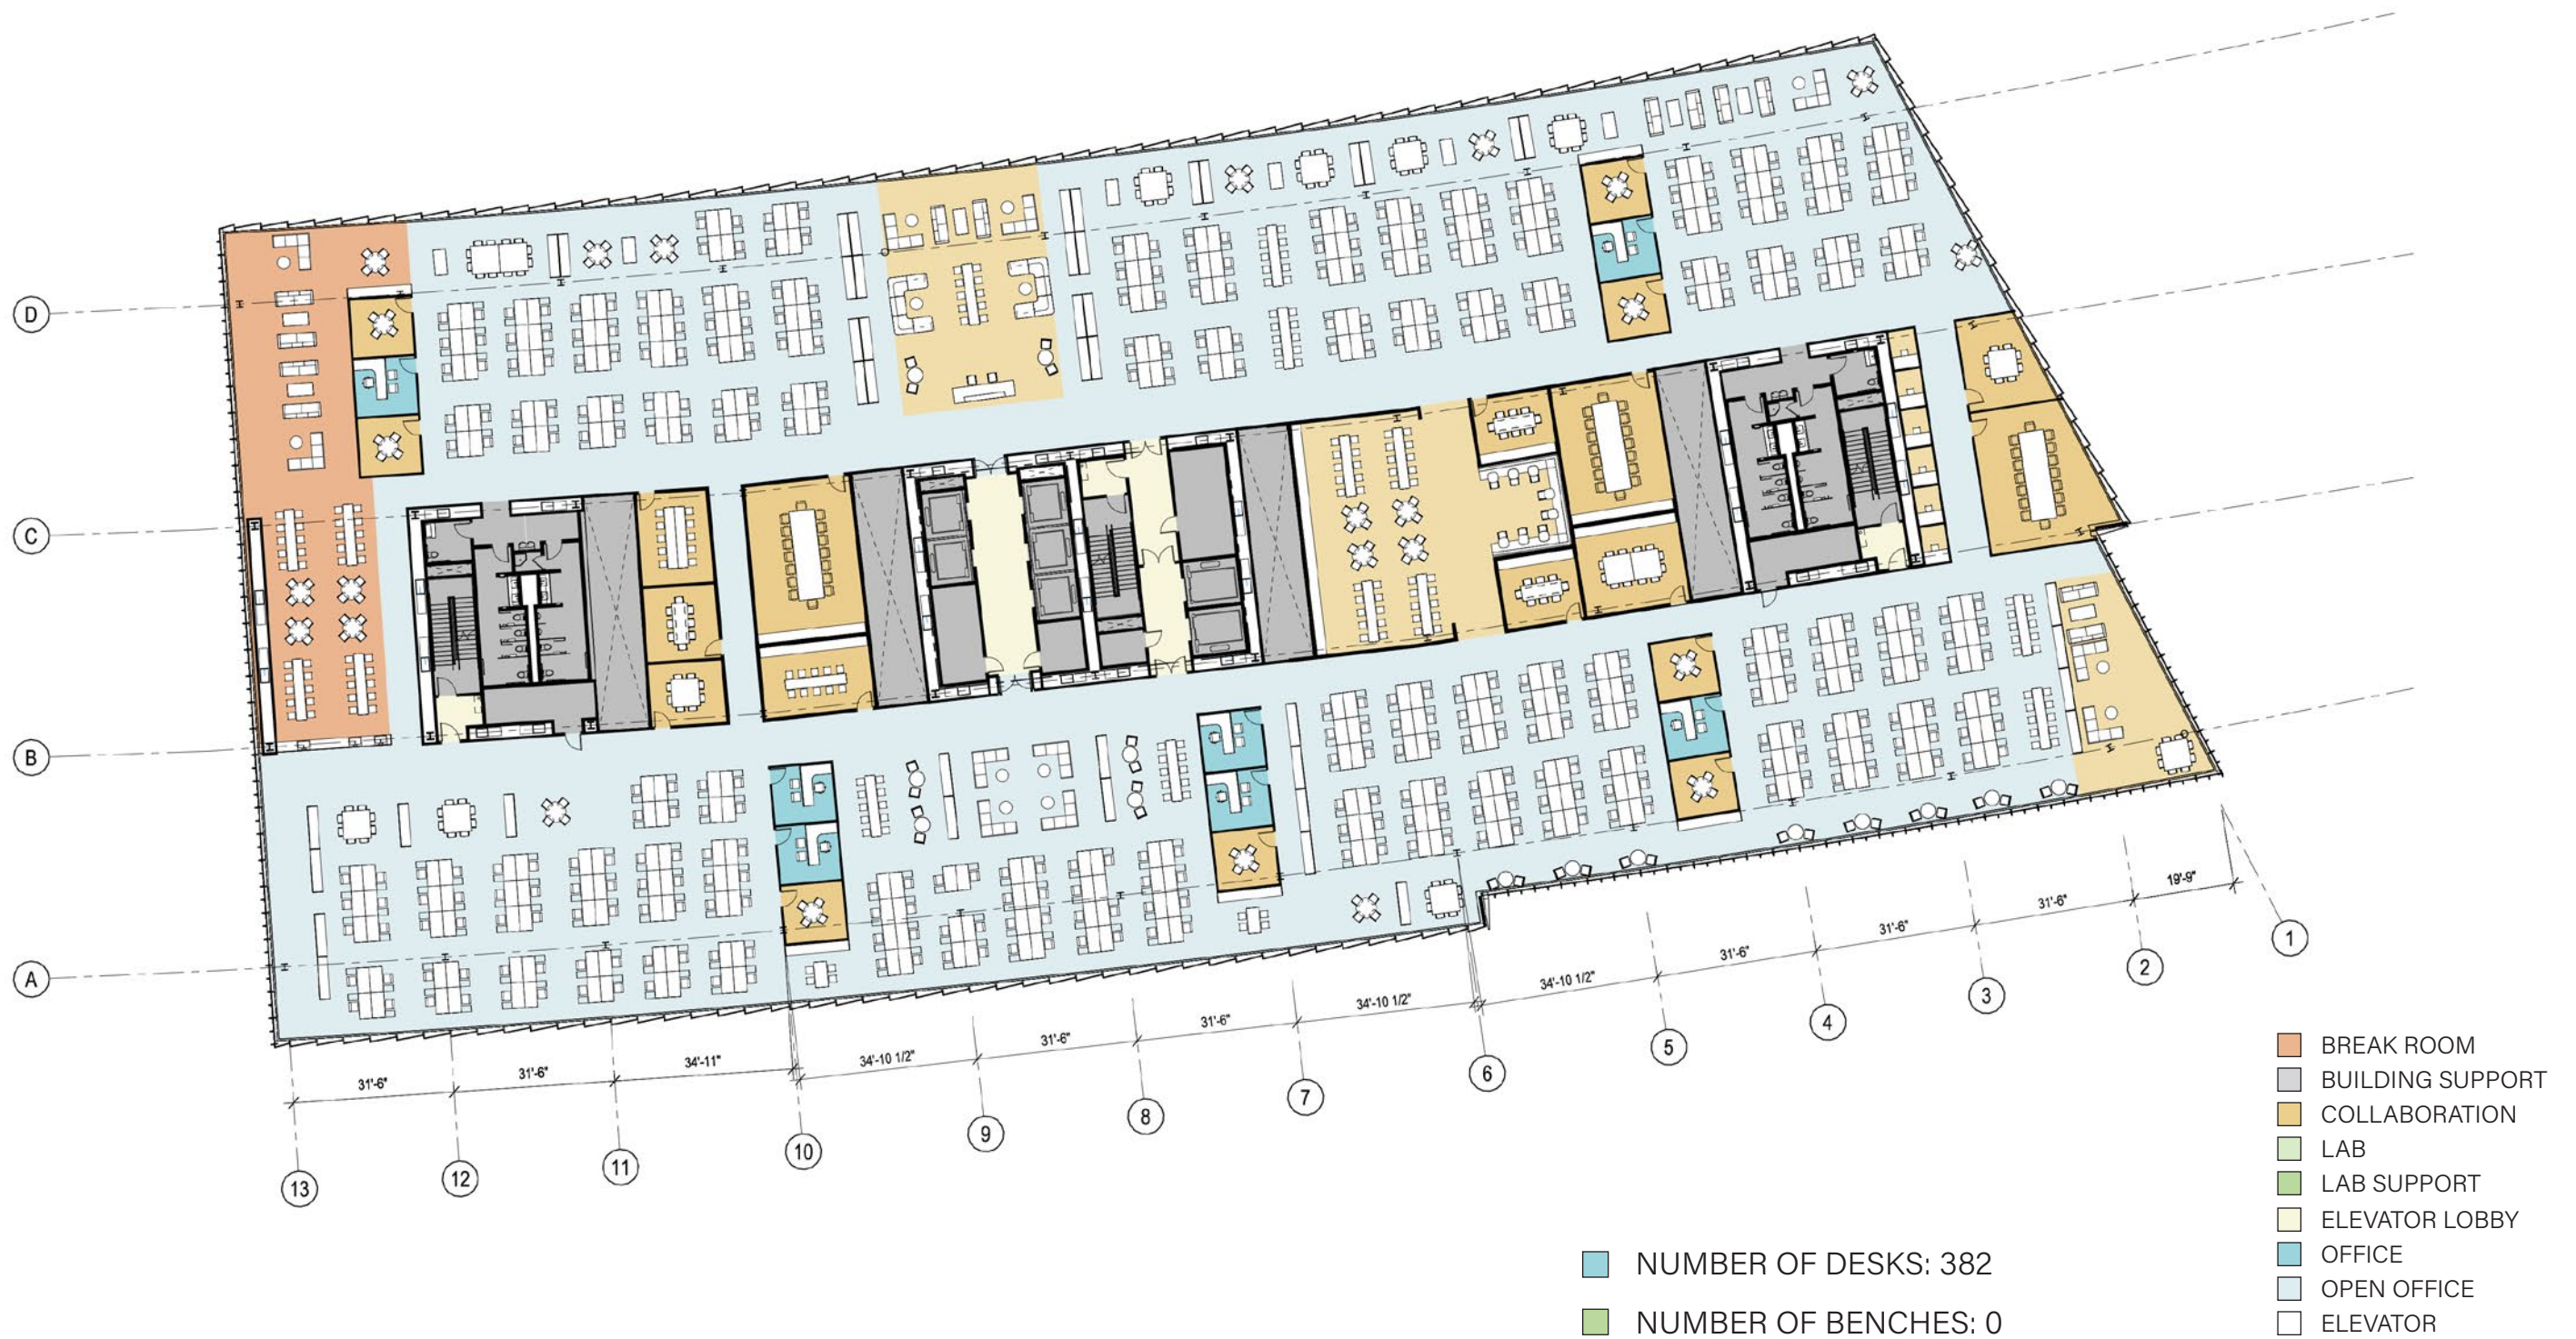 D
C
B
A
31'-6"
31'-6"
34'-11"
34'-10 1/2"
31'-6"
31'-6"
34'-10 1/2"
34'-10 1/2"
31'-6"
31'-6"
31'-6"
19'-9"
13
12
11
10
9
8
7
6
5
4
3
2
1
NUMBER OF DESKS: 382
NUMBER OF BENCHES: 0
BREAK ROOM
BUILDING SUPPORT
COLLABORATION
LAB
LAB SUPPORT
ELEVATOR LOBBY
OFFICE
OPEN OFFICE
ELEVATOR